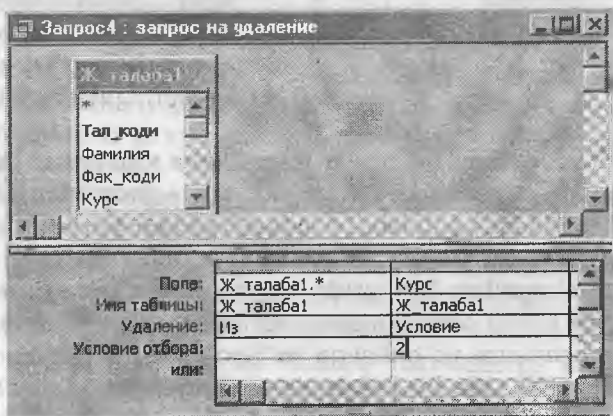 Запрос4 : запрос на удаление
Ж_талаба1
*
Тал_коди
Фамилия
Фак_коди
Курс
Поле: Ж_талаба1.* Курс
Имя таблицы: Ж_талаба1 Ж_талаба1
Удаление: Из Условие
Условие отбора: 2
или: